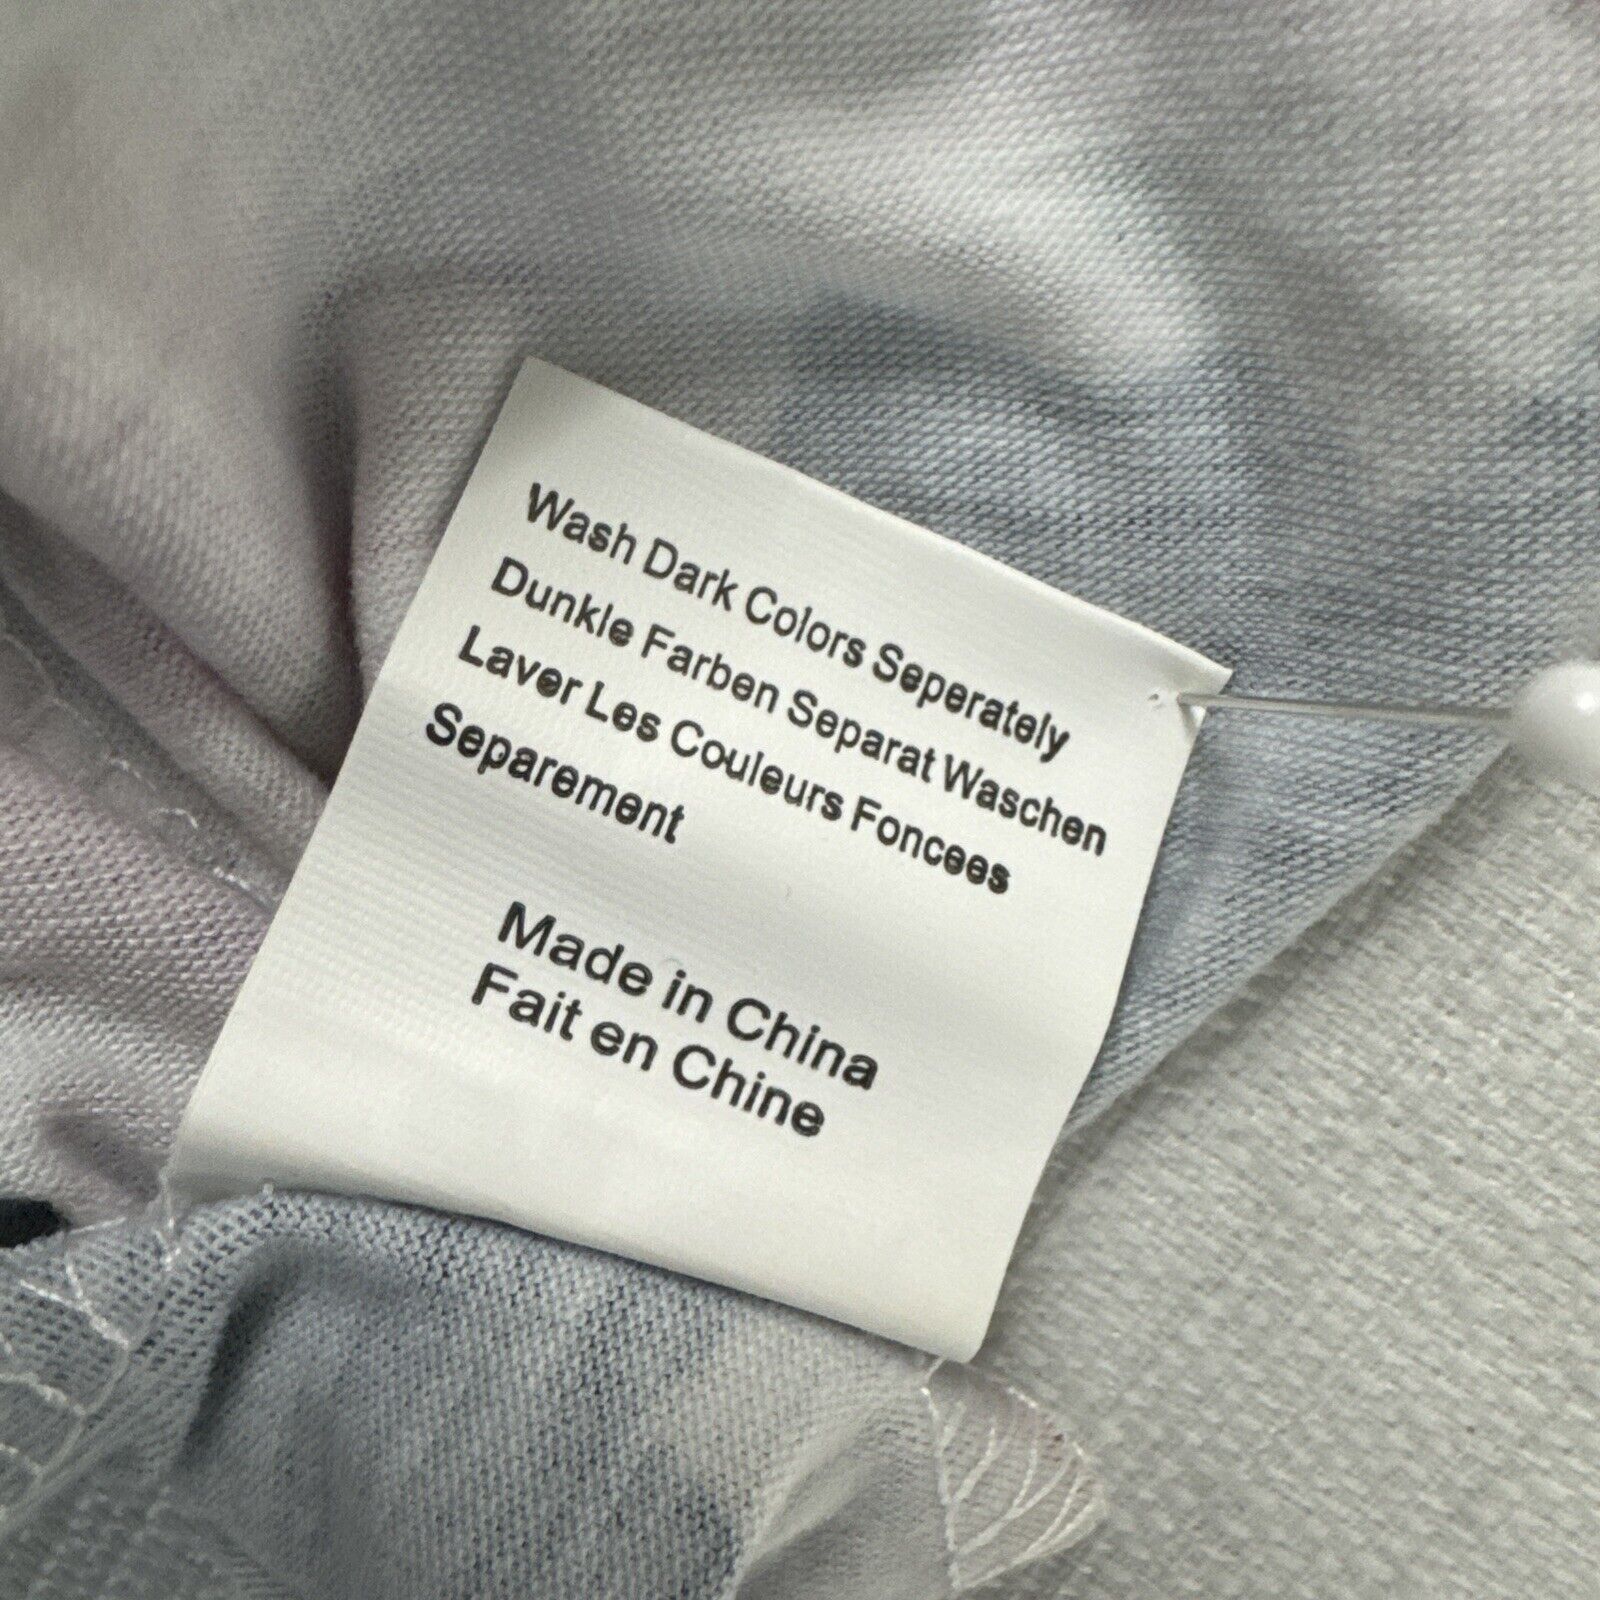 Wash Dark Colors Seperately
Dunkle Farben Separat Waschen
Laver Les Couleurs Foncees
Separement
Made in China
Fait en Chine